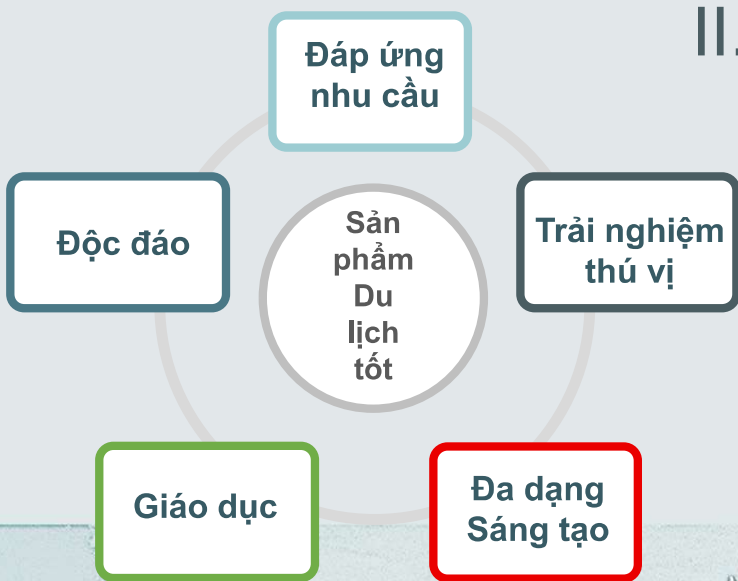 II.
Đáp ứng
nhu cầu
Độc đáo
Sản
phẩm
Du
lịch
tốt
Trải nghiệm
thú vị
Giáo dục
Đa dạng
Sáng tạo